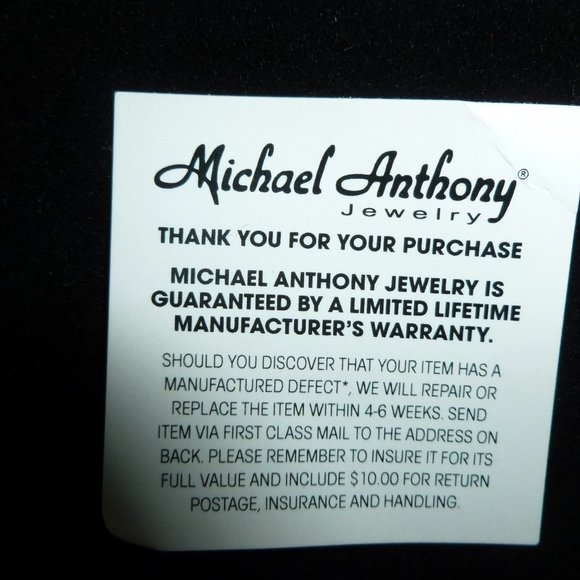 Michael Anthony®
Jewelry
THANK YOU FOR YOUR PURCHASE
MICHAEL ANTHONY JEWELRY IS
GUARANTEED BY A LIMITED LIFETIME
MANUFACTURER'S WARRANTY.
SHOULD YOU DISCOVER THAT YOUR ITEM HAS A
MANUFACTURED DEFECT*, WE WILL REPAIR OR
REPLACE THE ITEM WITHIN 4-6 WEEKS. SEND
ITEM VIA FIRST CLASS MAIL TO THE ADDRESS ON
BACK. PLEASE REMEMBER TO INSURE IT FOR ITS
FULL VALUE AND INCLUDE $10.00 FOR RETURN
POSTAGE, INSURANCE AND HANDLING.